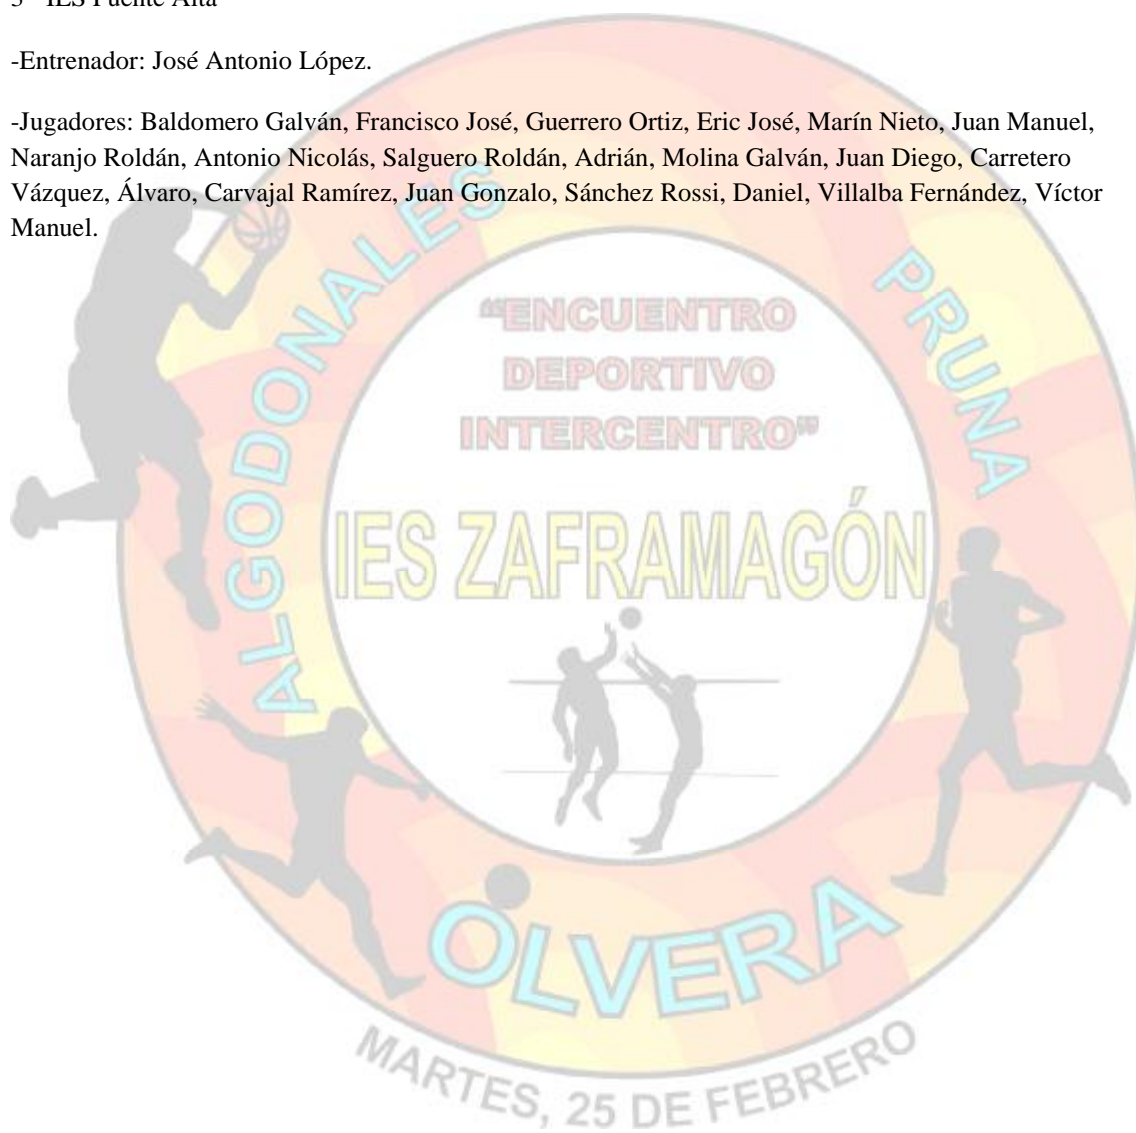 -Entrenador: José Antonio López.
-Jugadores: Baldomero Galván, Francisco José, Guerrero Ortiz, Eric José, Marín Nieto, Juan Manuel,
Naranjo Roldán, Antonio Nicolás, Salguero Roldán, Adrián, Molina Galván, Juan Diego, Carretero
Vázquez, Álvaro, Carvajal Ramírez, Juan Gonzalo, Sánchez Rossi, Daniel, Villalba Fernández, Víctor
Manuel.
ALGODONALES
PRUNA
“ENCUENTRO
DEPORTIVO
INTERCENTRO”
IES ZAFRAMAGÓN
OLVERA
MARTES, 25 DE FEBRERO